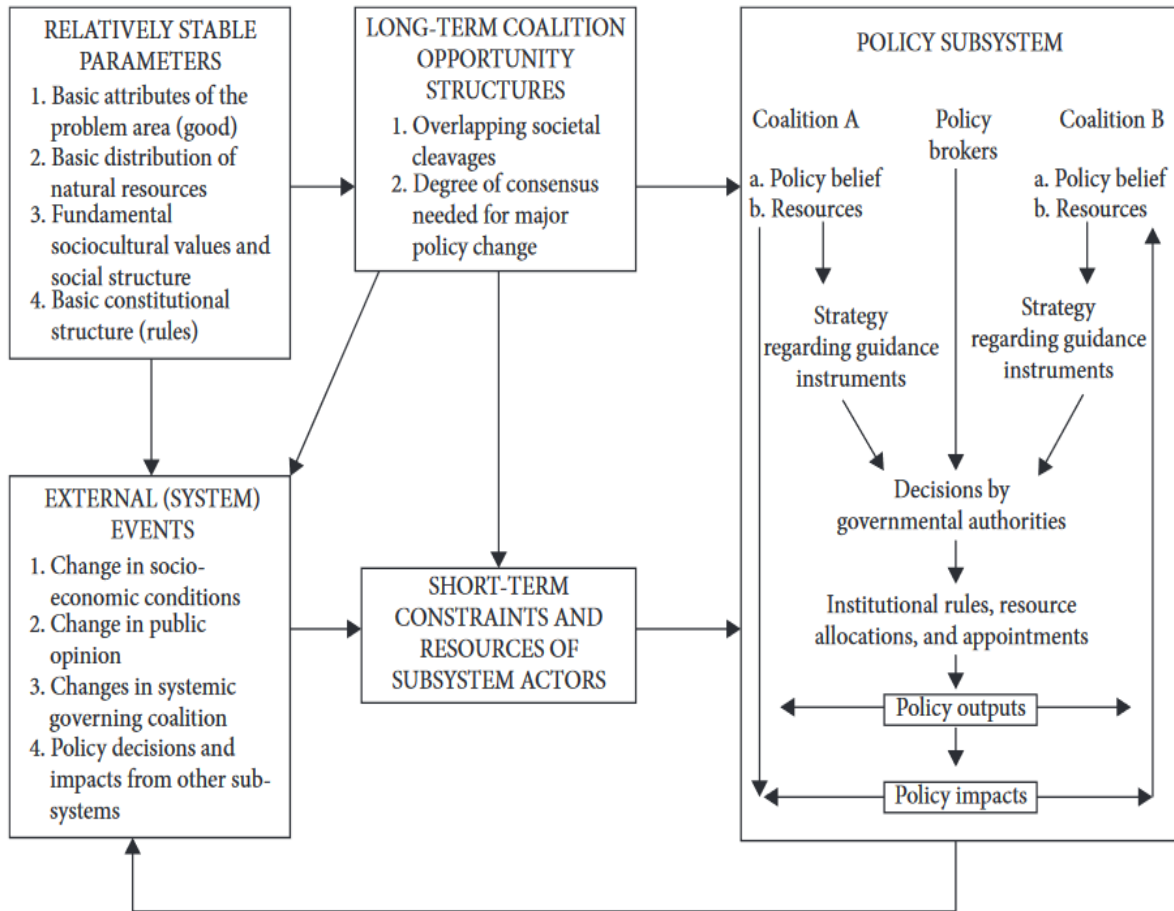 RELATIVELY STABLE
PARAMETERS
1. Basic attributes of the
problem area (good)
2. Basic distribution of
natural resources
3. Fundamental
sociocultural values and
social structure
4. Basic constitutional
structure (rules)
LONG-TERM COALITION
OPPORTUNITY
STRUCTURES
1. Overlapping societal
cleavages
2. Degree of consensus
needed for major
policy change
EXTERNAL (SYSTEM)
EVENTS
1. Change in socio-
economic conditions
2. Change in public
opinion
3. Changes in systemic
governing coalition
4. Policy decisions and
impacts from other sub-
systems
SHORT-TERM
CONSTRAINTS AND
RESOURCES OF
SUBSYSTEM ACTORS
POLICY SUBSYSTEM
Coalition A
a. Policy belief
b. Resources
Strategy
regarding guidance
instruments
Policy
brokers
Coalition B
a. Policy belief
b. Resources
Strategy
regarding guidance
instruments
Decisions by
governmental authorities
Institutional rules, resource
allocations, and appointments
Policy outputs
Policy impacts